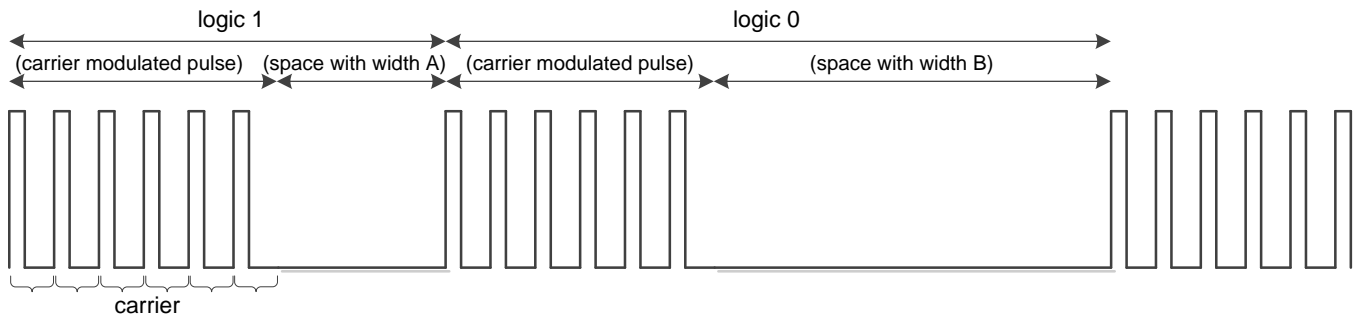 logic 1
logic 0
(carrier modulated pulse)
(space with width A)
(carrier modulated pulse)
(space with width B)
carrier